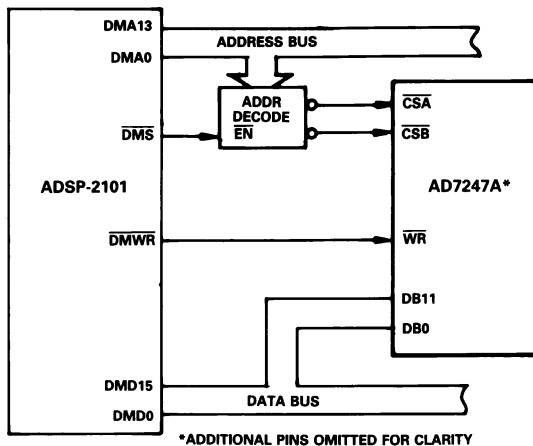 DMA13
ADDRESS BUS
DMA0
ADDR
DECODE
EN
CSA
CSB
DMS
ADSP-2101
AD7247A*
DMWR
WR
DB11
DB0
DMD15
DATA BUS
DMD0
*ADDITIONAL PINS OMITTED FOR CLARITY